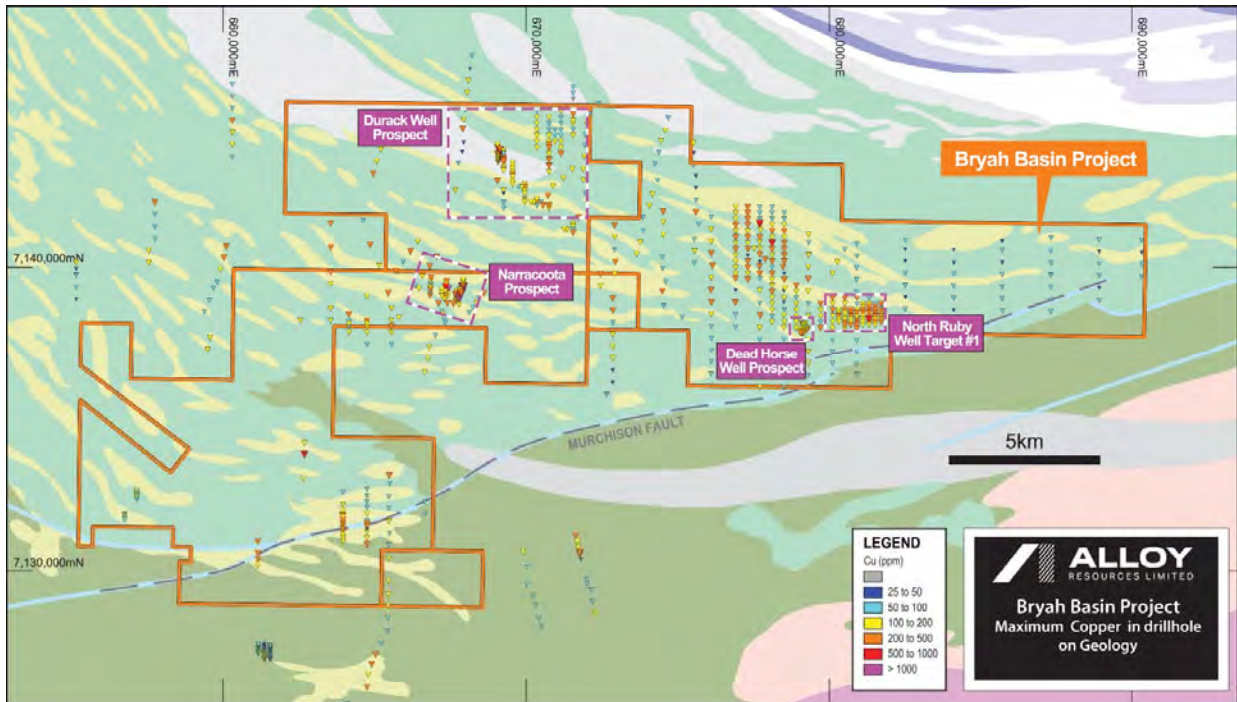 660,000mE
670,000mE
680,000mE
690,000mE
Durack Well
Prospect
Bryah Basin Project
7,140,000mN
Narracoota
Prospect
North Ruby
Well Target #1
Dead Horse
Well Prospect
MURCHISON FAULT
5km
7,130,000mN
LEGEND
Cu (ppm)
25 to 50
50 to 100
100 to 200
200 to 500
500 to 1000
> 1000
ALLOY
RESOURCES LIMITED
Bryah Basin Project
Maximum Copper in drillhole
on Geology